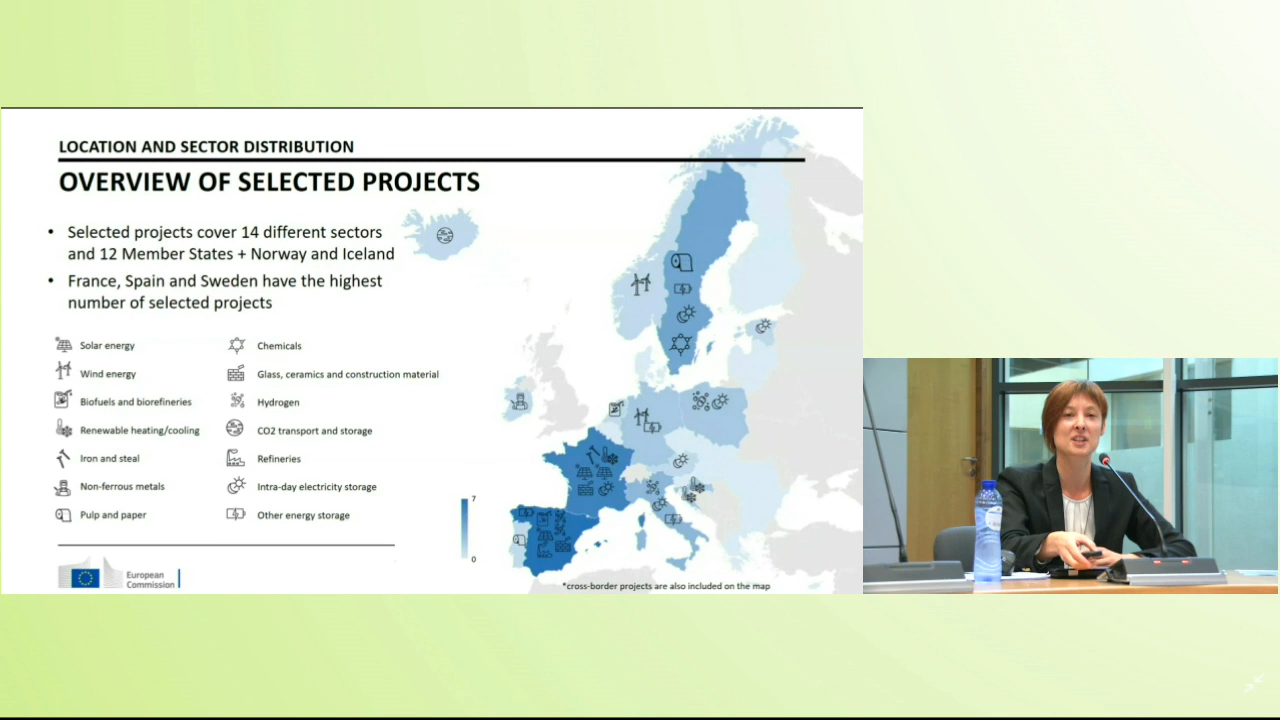 LOCATION AND SECTOR DISTRIBUTION
OVERVIEW OF SELECTED PROJECTS
• Selected projects cover 14 different sectors
and 12 Member States + Norway and Iceland
• France, Spain and Sweden have the highest
number of selected projects
Solar energy
Wind energy
Biofuels and biorefineries
Renewable heating/cooling
Iron and steel
Non-ferrous metals
Pulp and paper
Chemicals
Glass, ceramics and construction material
Hydrogen
CO2 transport and storage
Refineries
Intra-day electricity storage
Other energy storage
7
0
European
Commission
*cross-border projects are also included on the map